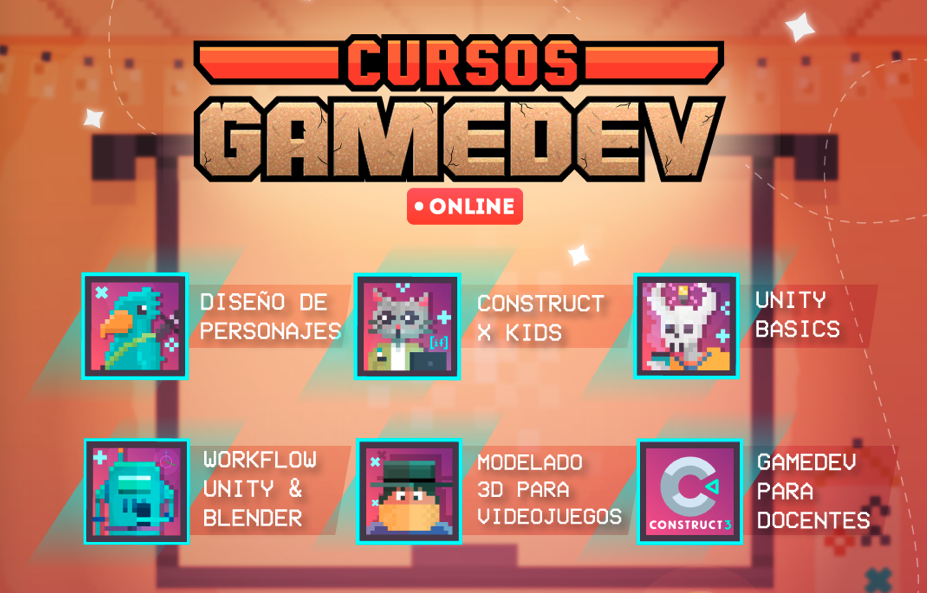 CURSOS
GAMEDEV
ONLINE
DISEÑO DE
PERSONAJES
CONSTRUCT
X KIDS
[if]
UNITY
BASICS
WORKFLOW
UNITY &
BLENDER
MODELADO
3D PARA
VIDEOJUEGOS
CONSTRUCT3
GAMEDEV
PARA
DOCENTES